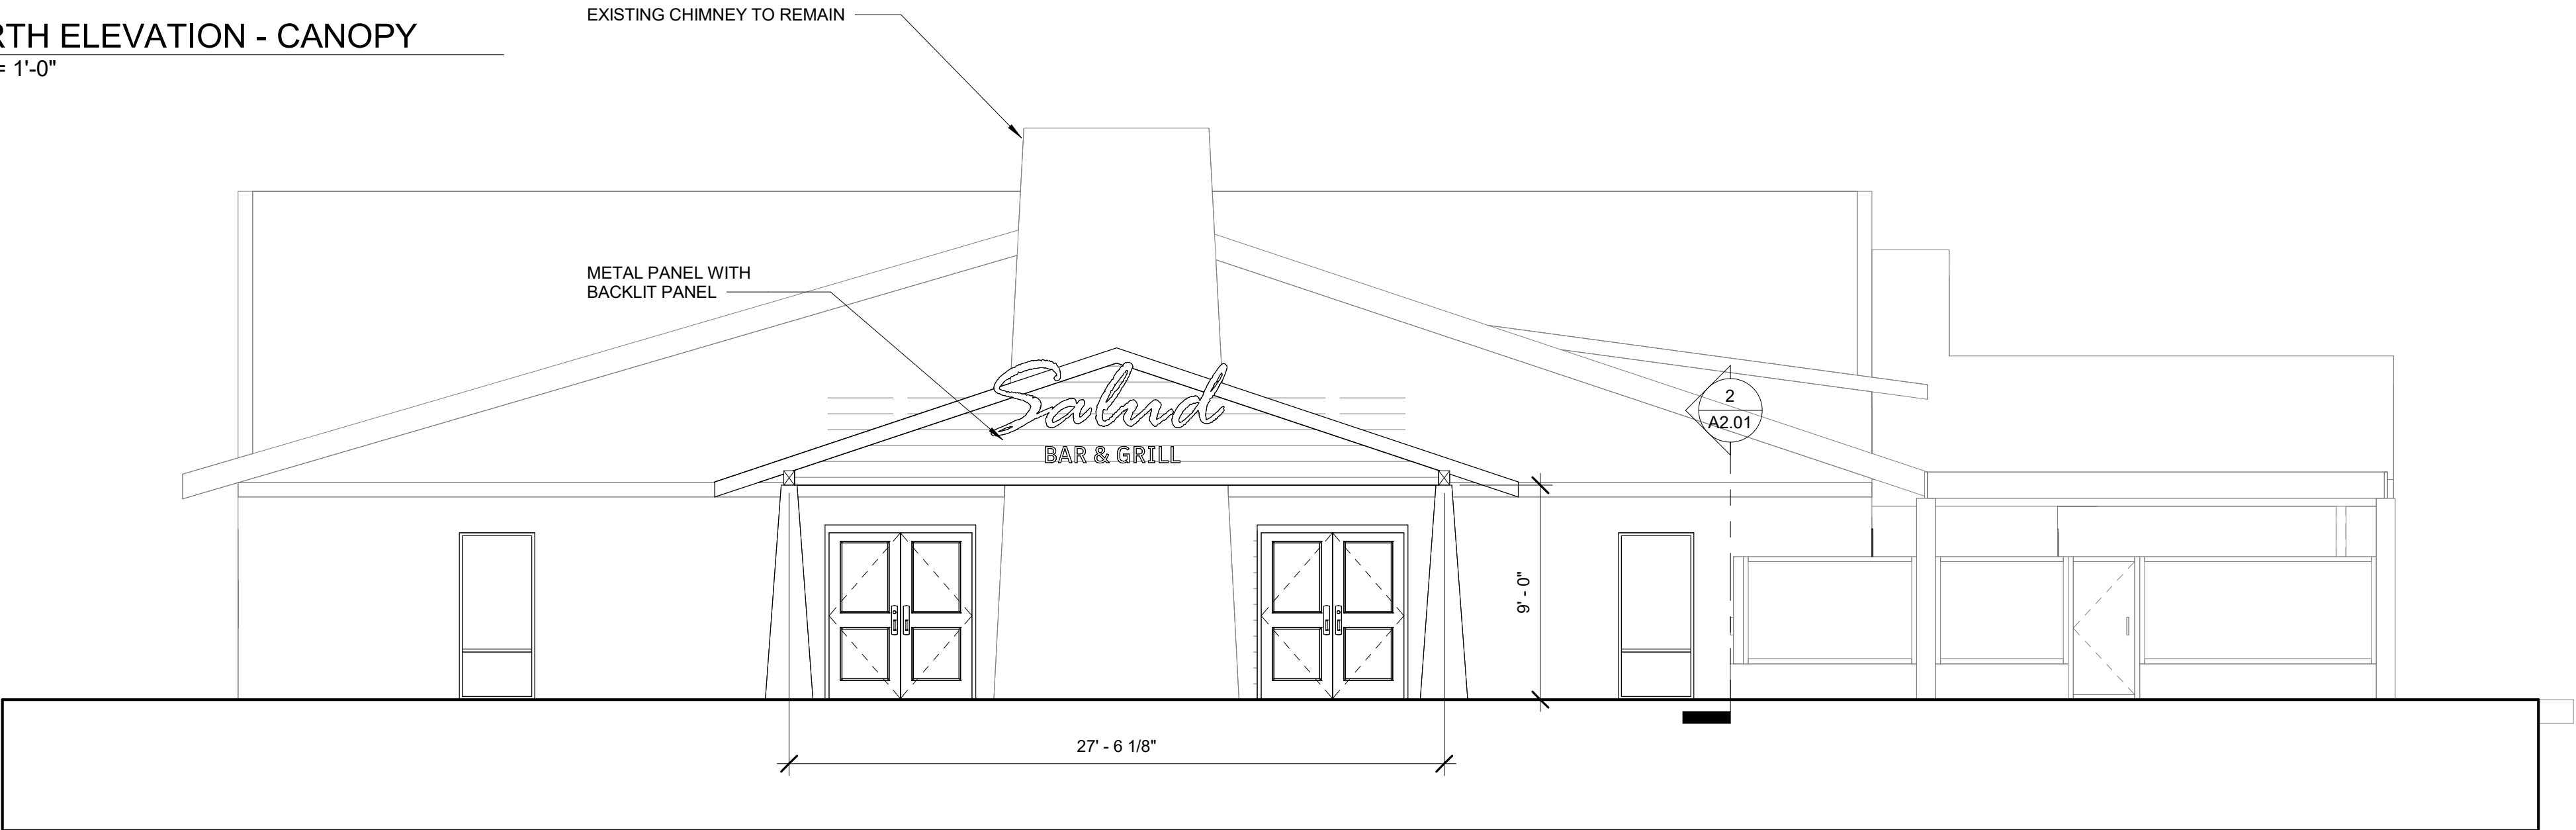 RTH ELEVATION - CANOPY
= 1'-0"
EXISTING CHIMNEY TO REMAIN
METAL PANEL WITH
BACKLIT PANEL
Salud
BAR & GRILL
2
A2.01
9' - 0"
27' - 6 1/8"